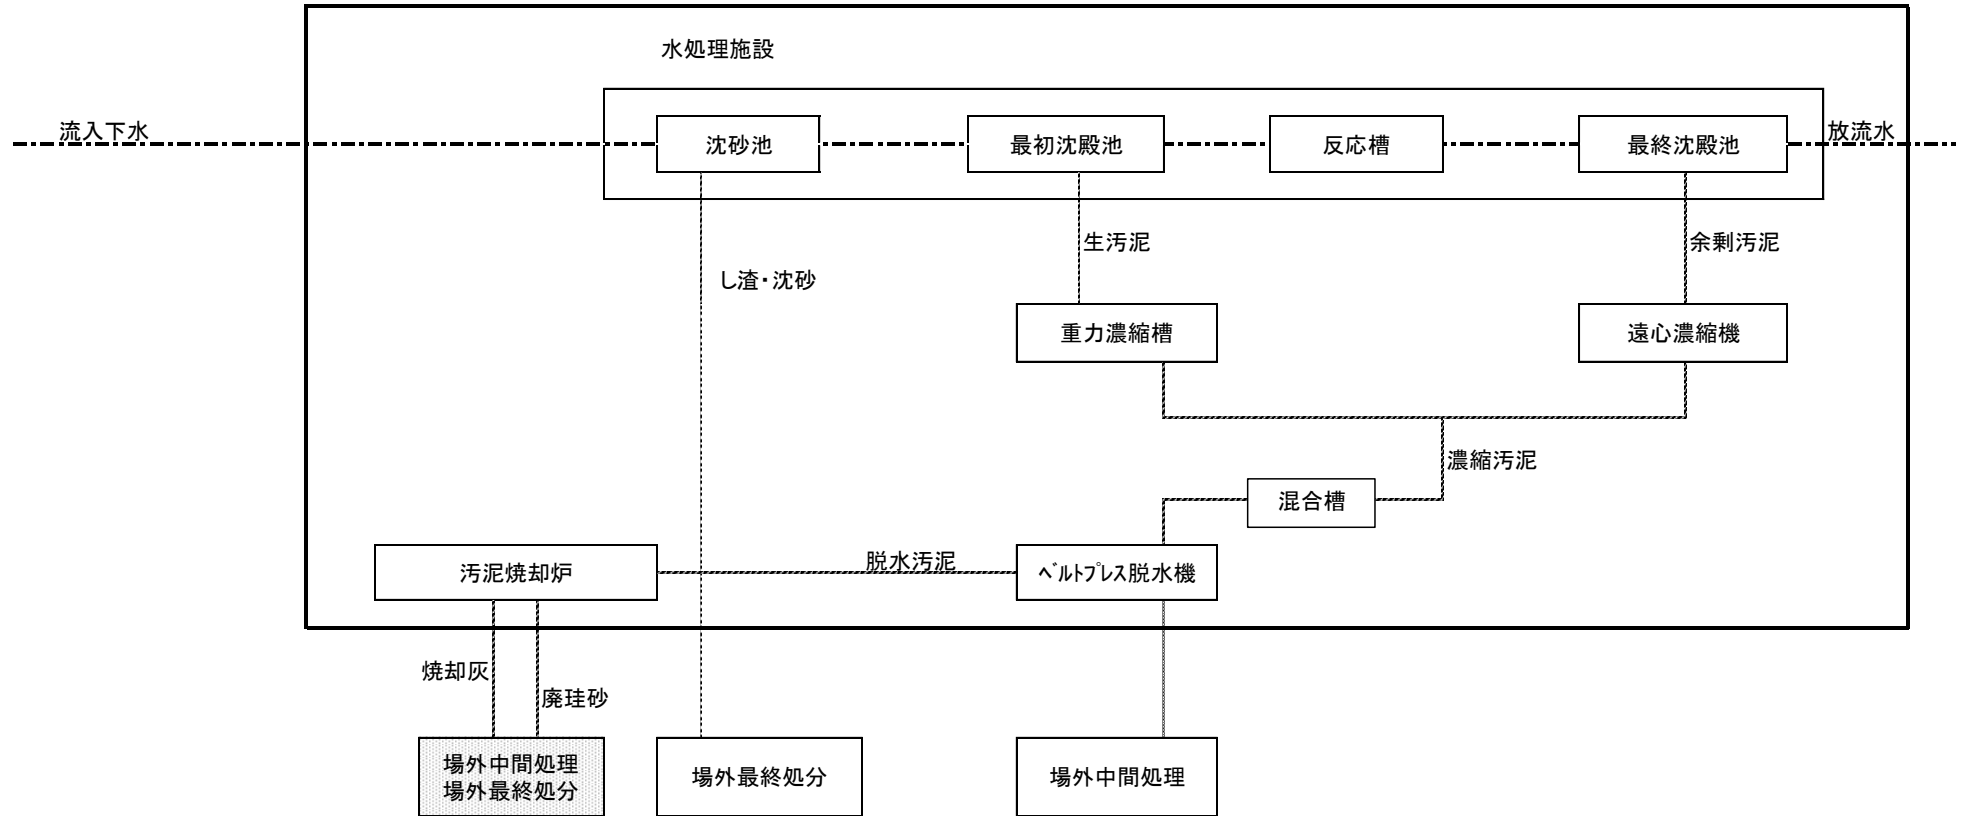 水処理施設
流入下水
沈砂池
最初沈殿池
反応槽
最終沈殿池
放流水
生汚泥
余剰汚泥
し渣・沈砂
重力濃縮槽
遠心濃縮機
濃縮汚泥
混合槽
脱水汚泥
汚泥焼却炉
ﾍﾞﾙﾄﾌﾟﾚｽ脱水機
焼却灰
廃珪砂
場外中間処理
場外最終処分
場外最終処分
場外中間処理